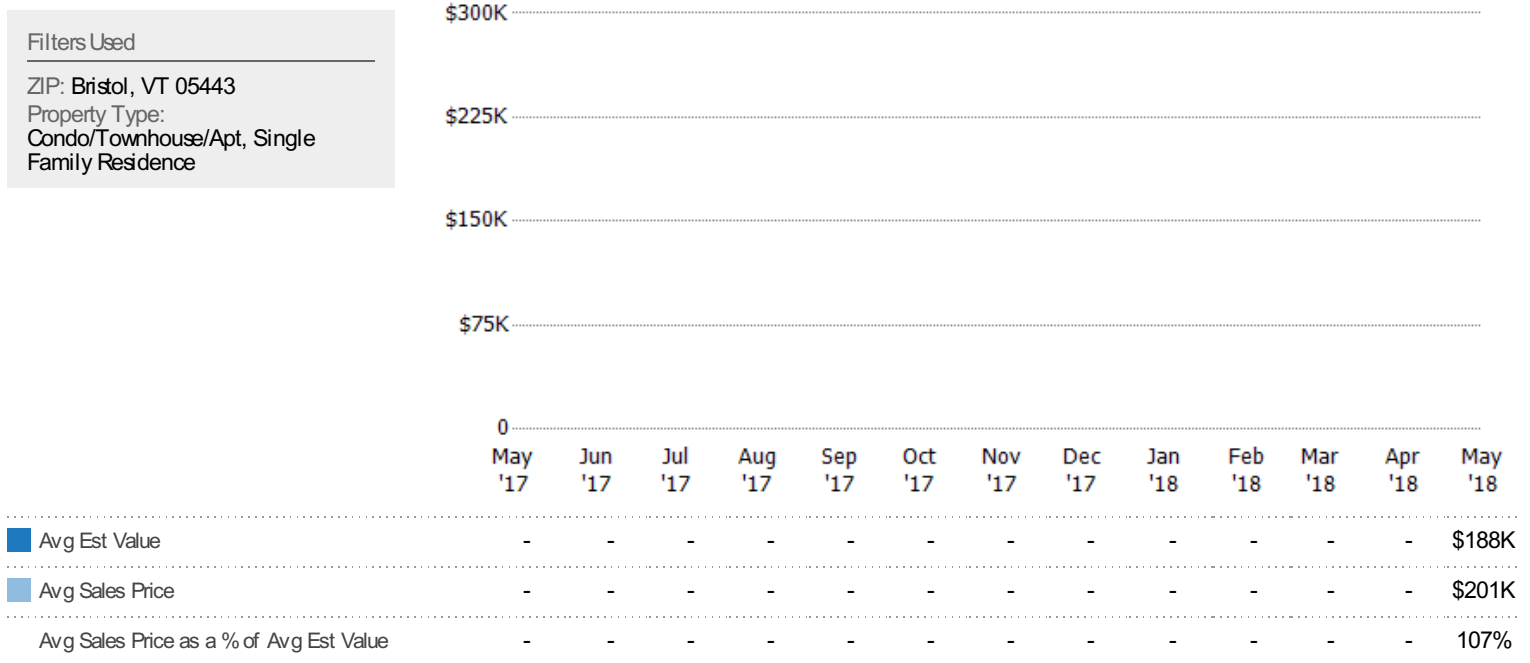 Filters Used
ZIP: Bristol, VT 05443
Property Type:
Condo/Townhouse/Apt, Single
Family Residence
$300K
$225K
$150K
$75K
0
May Jun Jul Aug Sep Oct Nov Dec Jan Feb Mar Apr May
'17 '17 '17 '17 '17 '17 '17 '17 '18 '18 '18 '18 '18
Avg Est Value - - - - - - - - - - - - $188K
Avg Sales Price - - - - - - - - - - - - $201K
Avg Sales Price as a % of Avg Est Value - - - - - - - - - - - - 107%